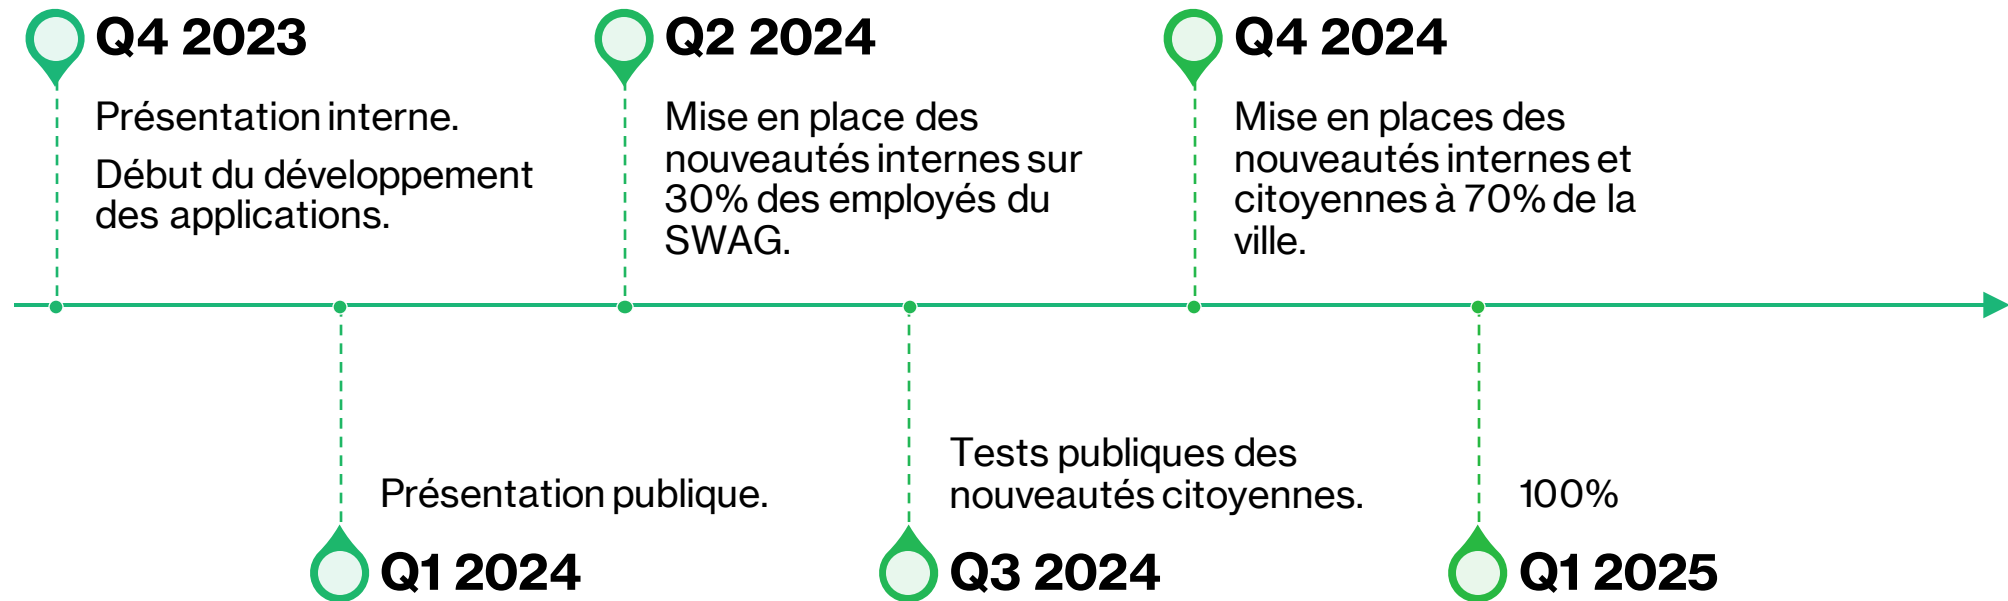 Q4 2023
Présentation interne.
Début du développement
des applications.
Q2 2024
Mise en place des
nouveautés internes sur
30% des employés du
SWAG.
Q4 2024
Mise en places des
nouveautés internes et
citoyennes à 70% de la
ville.
Présentation publique.
Q1 2024
Tests publiques des
nouveautés citoyennes.
Q3 2024
100%
Q1 2025